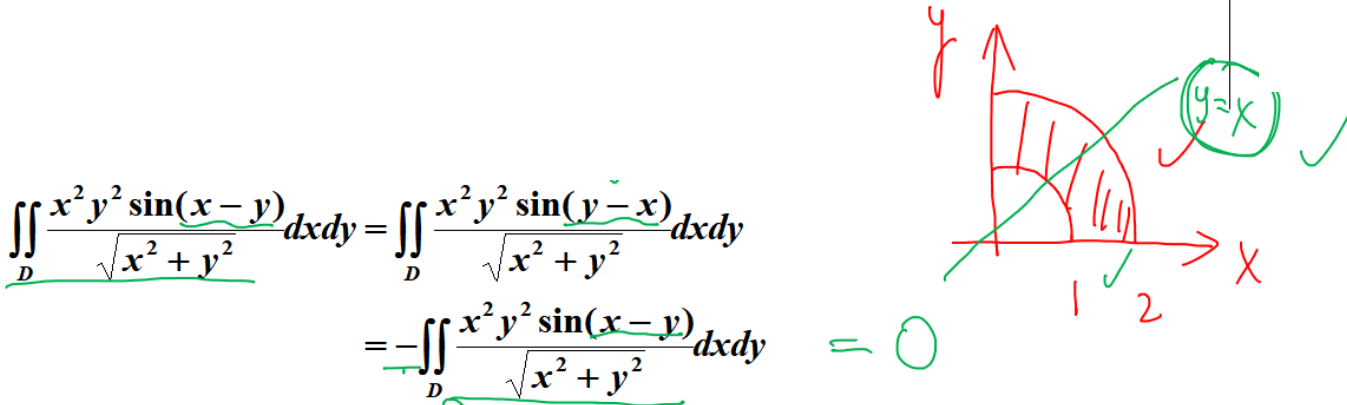 y
y=x
∬_D x²y² sin(x − y) / √(x² + y²) dxdy = ∬_D x²y² sin(y − x) / √(x² + y²) dxdy
x
1 2
= −∬_D x²y² sin(x − y) / √(x² + y²) dxdy = 0